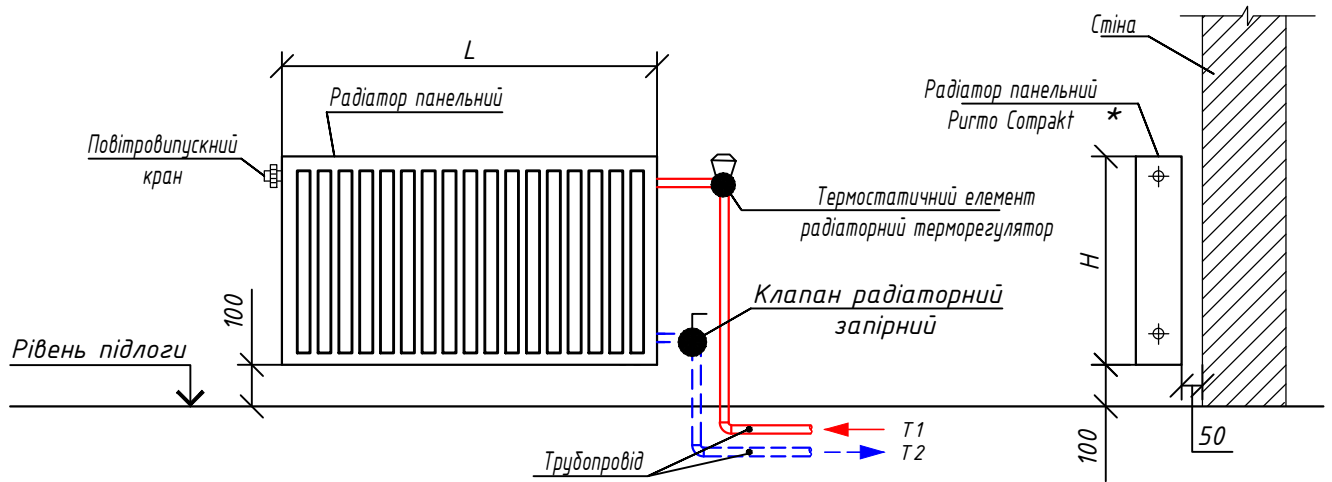 L
Радіатор панельний
Повітровипускний
кран
Термостатичний елемент
радіаторний терморегулятор
Клапан радіаторний
запірний
100
Рівень підлоги
Трубопровід
T1
T2
Стіна
Радіатор панельний
Purmo Compakt *
H
100
50